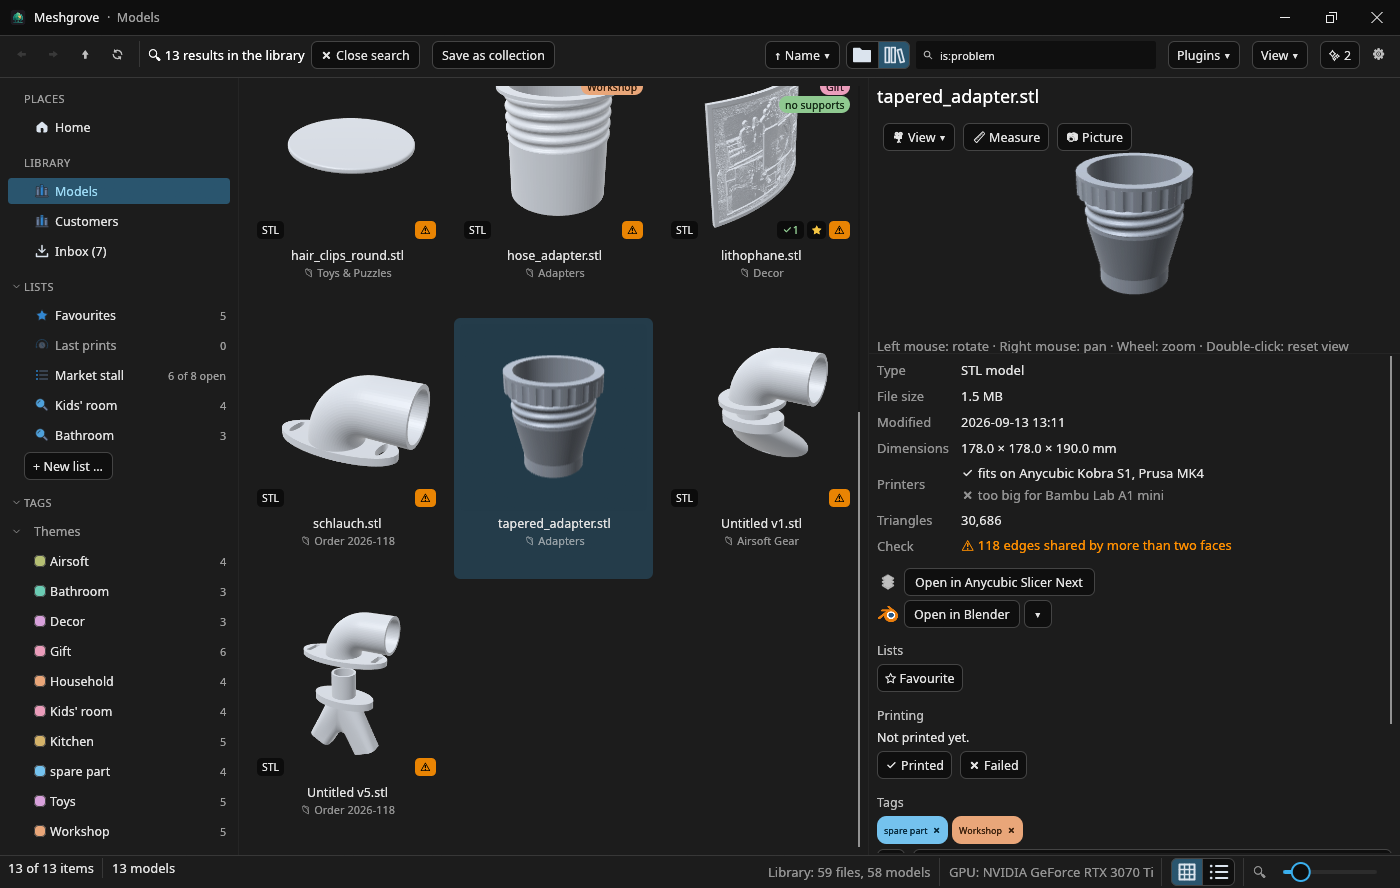 Meshgrove · Models
13 results in the library
Close search
Save as collection
↑ Name ▾
is:problem
Plugins ▾
View ▾
2
PLACES
Home
LIBRARY
Models
Customers
Inbox (7)
LISTS
Favourites 5
Last prints 0
Market stall 6 of 8 open
Kids' room 4
Bathroom 3
+ New list ...
TAGS
Themes
Airsoft 4
Bathroom 3
Decor 3
Gift 6
Household 4
Kids' room 4
Kitchen 5
spare part 4
Toys 5
Workshop 5
STL
hair_clips_round.stl
Toys & Puzzles
Workshop
STL
hose_adapter.stl
Adapters
Gift
no supports
STL
✓1
lithophane.stl
Decor
STL
schlauch.stl
Order 2026-118
tapered_adapter.stl
Adapters
STL
Untitled v1.stl
Airsoft Gear
STL
Untitled v5.stl
Order 2026-118
tapered_adapter.stl
View ▾
Measure
Picture
Left mouse: rotate · Right mouse: pan · Wheel: zoom · Double-click: reset view
Type STL model
File size 1.5 MB
Modified 2026-09-13 13:11
Dimensions 178.0 × 178.0 × 190.0 mm
Printers ✓ fits on Anycubic Kobra S1, Prusa MK4
✕ too big for Bambu Lab A1 mini
Triangles 30,686
Check ⚠ 118 edges shared by more than two faces
Open in Anycubic Slicer Next
Open in Blender ▾
Lists
Favourite
Printing
Not printed yet.
✓ Printed
✕ Failed
Tags
spare part ×
Workshop ×
13 of 13 items
13 models
Library: 59 files, 58 models
GPU: NVIDIA GeForce RTX 3070 Ti